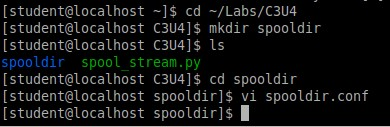 [student@localhost C3U4]$ cd ~/Labs/C3U4
[student@localhost C3U4]$ mkdir spooldir
[student@localhost C3U4]$ ls
spooldir  spool_stream.py
[student@localhost C3U4]$ cd spooldir
[student@localhost spooldir]$ vi spooldir.conf
[student@localhost spooldir]$